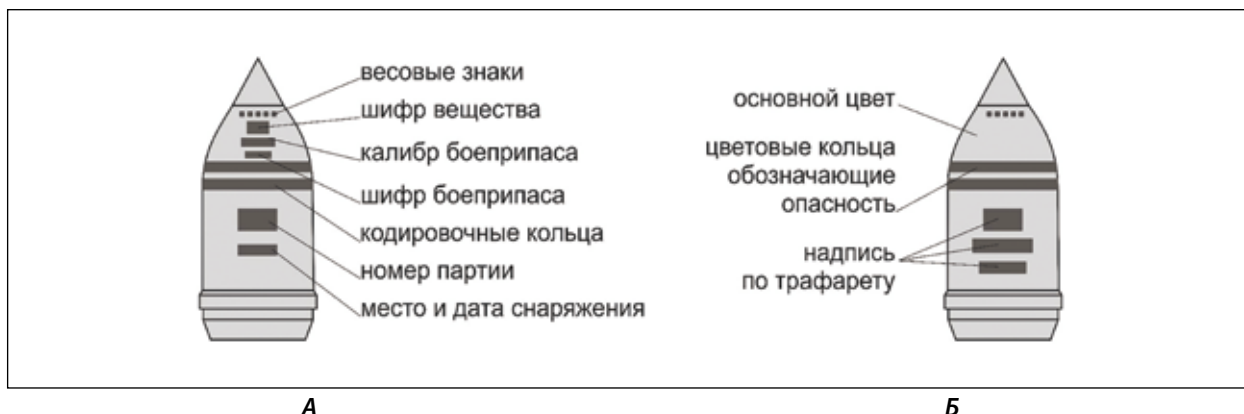 весовые знаки
шифр вещества
калибр боеприпаса
шифр боеприпаса
кодировочные кольца
номер партии
место и дата снаряжения
основной цвет
цветовые кольца
обозначающие
опасность
надпись
по трафарету
А
Б